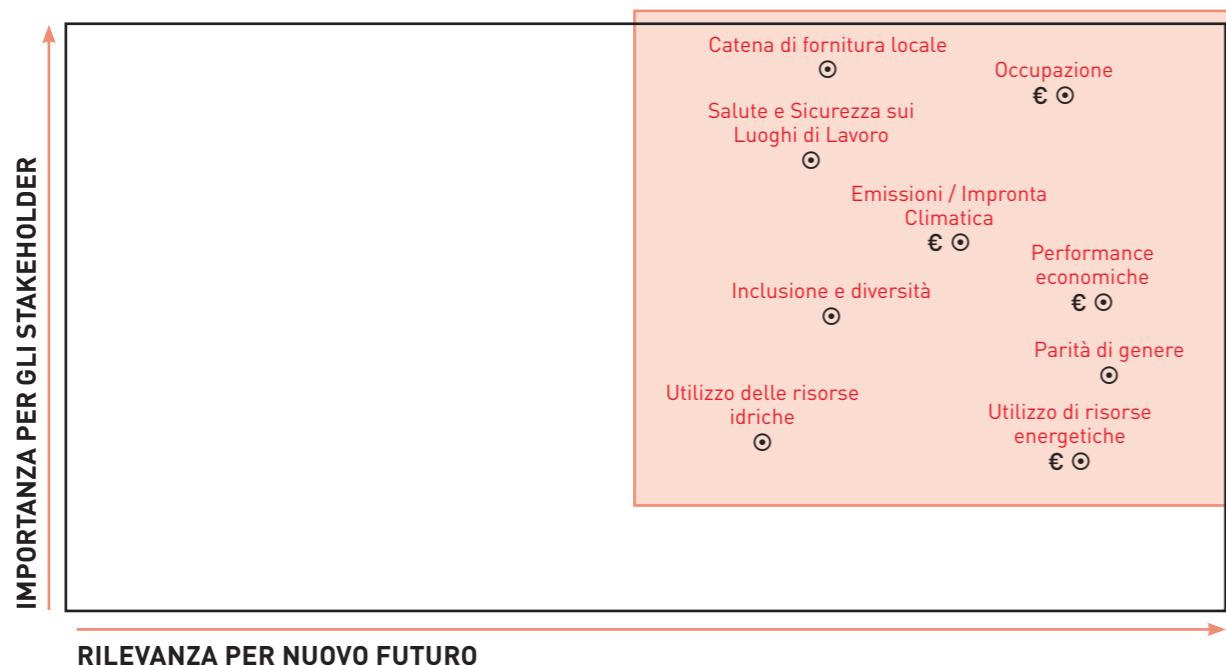 IMPORTANZA PER GLI STAKEHOLDER
Catena di fornitura locale
Occupazione
€
Salute e Sicurezza sui
Luoghi di Lavoro
Emissioni / Impronta
Climatica
€
Performance
economiche
€
Inclusione e diversità
Parità di genere
Utilizzo delle risorse
idriche
Utilizzo di risorse
energetiche
€
RILEVANZA PER NUOVO FUTURO